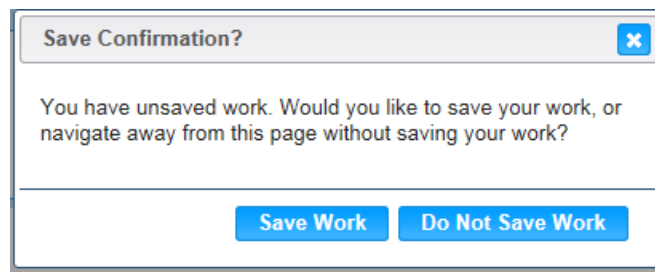 Save Confirmation?
You have unsaved work. Would you like to save your work, or
navigate away from this page without saving your work?
Save Work Do Not Save Work